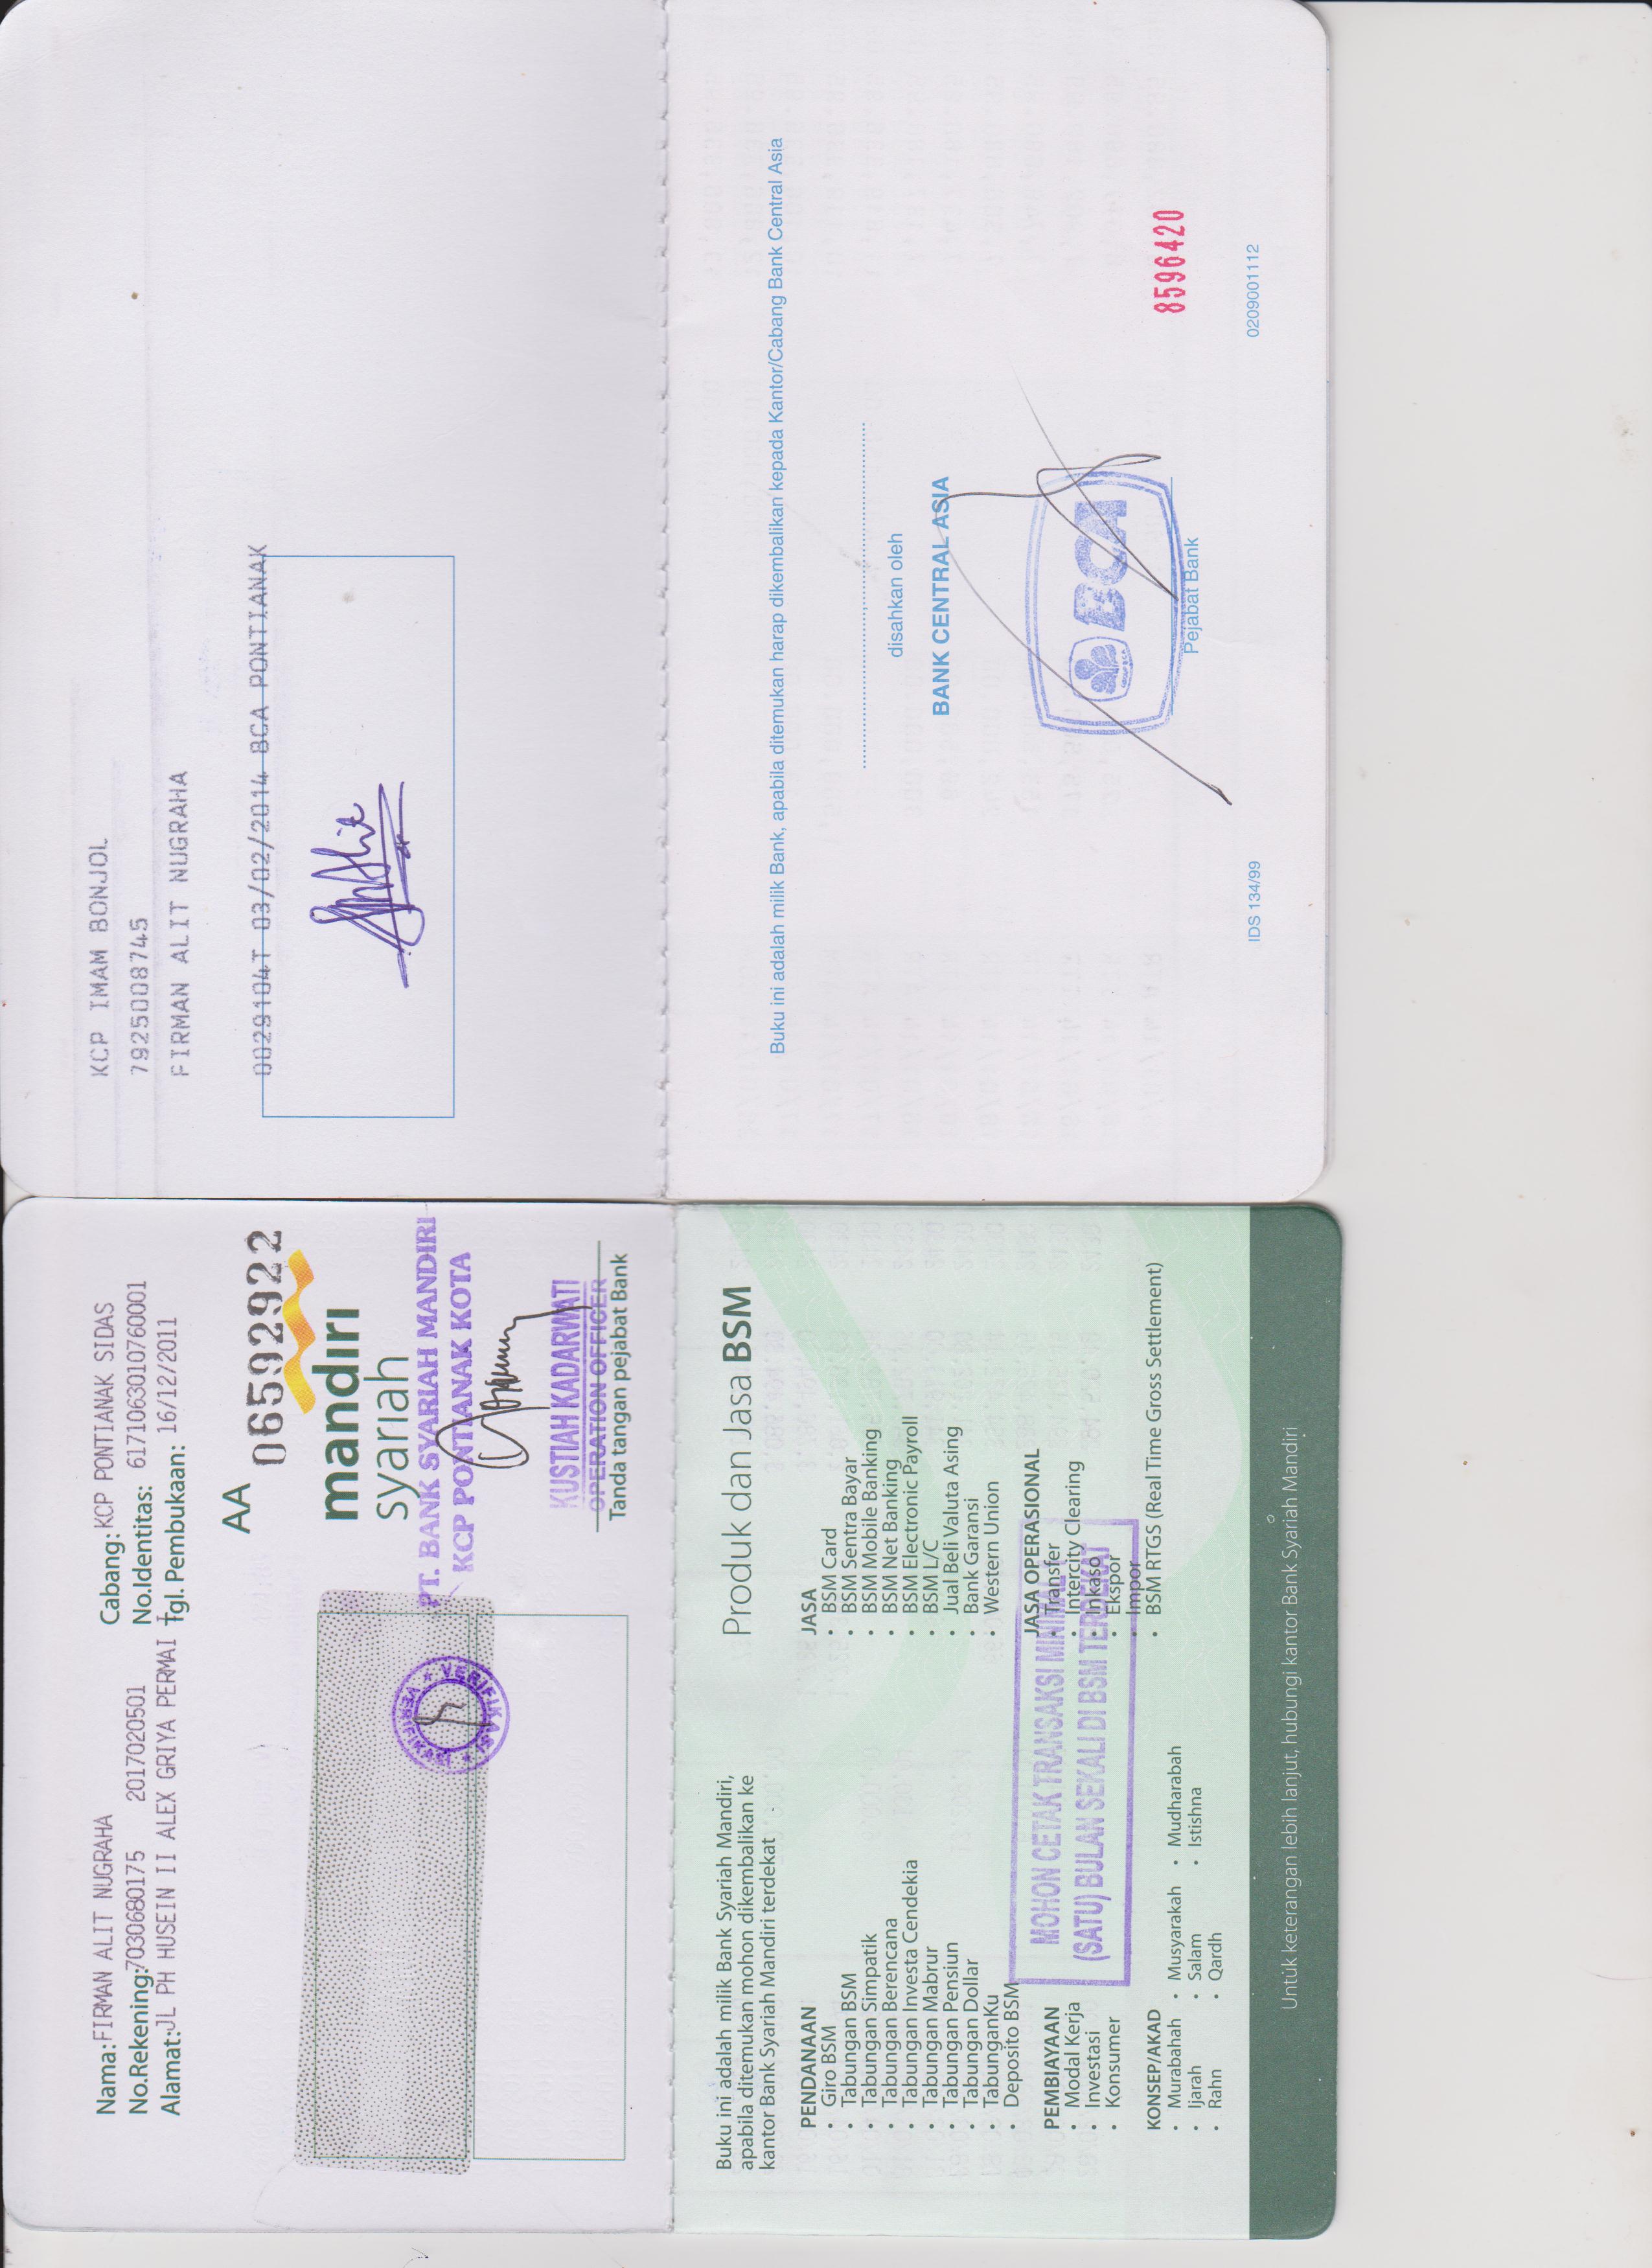 Nama: FIRMAN ALIT NUGRAHA
No.Rekening: 7030680175 2017020501
Alamat: JL PH HUSEIN II ALEX GRIYA PERMAI I
Cabang: KCP PONTIANAK SIDAS
No.Identitas: 6171063010760001
Tgl. Pembukaan: 16/12/2011
AA
0659292 2
mandiri
syariah
PT. BANK SYARIAH MANDIRI
KCP PONTIANAK KOTA
KUSTIAH KADARWATI
OPERATION OFFICER
Tanda tangan pejabat Bank
VERIFIKASI
Buku ini adalah milik Bank Syariah Mandiri,
apabila ditemukan mohon dikembalikan ke
kantor Bank Syariah Mandiri terdekat
PENDANAAN
• Giro BSM
• Tabungan BSM
• Tabungan Simpatik
• Tabungan Berencana
• Tabungan Investa Cendekia
• Tabungan Mabrur
• Tabungan Pensiun
• Tabungan Dollar
• TabunganKu
• Deposito BSM
PEMBIAYAAN
• Modal Kerja
• Investasi
• Konsumer
KONSEP/AKAD
• Murabahah • Musyarakah • Mudharabah
• Ijarah • Salam • Istishna
• Rahn • Qardh
Produk dan Jasa BSM
JASA
• BSM Card
• BSM Sentra Bayar
• BSM Mobile Banking
• BSM Net Banking
• BSM Electronic Payroll
• BSM L/C
• Jual Beli Valuta Asing
• Bank Garansi
• Western Union
JASA OPERASIONAL
• Transfer
• Intercity Clearing
• Inkaso
• Ekspor
• Impor
• BSM RTGS (Real Time Gross Settlement)
MOHON CETAK TRANSAKSI MINIMAL
(SATU) BULAN SEKALI DI BSM TERDEKAT
Untuk keterangan lebih lanjut, hubungi kantor Bank Syariah Mandiri
KCP IMAM BONJOL
7925008745
FIRMAN ALIT NUGRAHA
0029104T 03/02/2014 BCA PONTIANAK
Buku ini adalah milik Bank, apabila ditemukan harap dikembalikan kepada Kantor/Cabang Bank Central Asia
disahkan oleh
BANK CENTRAL ASIA
BCA
Pejabat Bank
8596420
IDS 134/99
0209001112